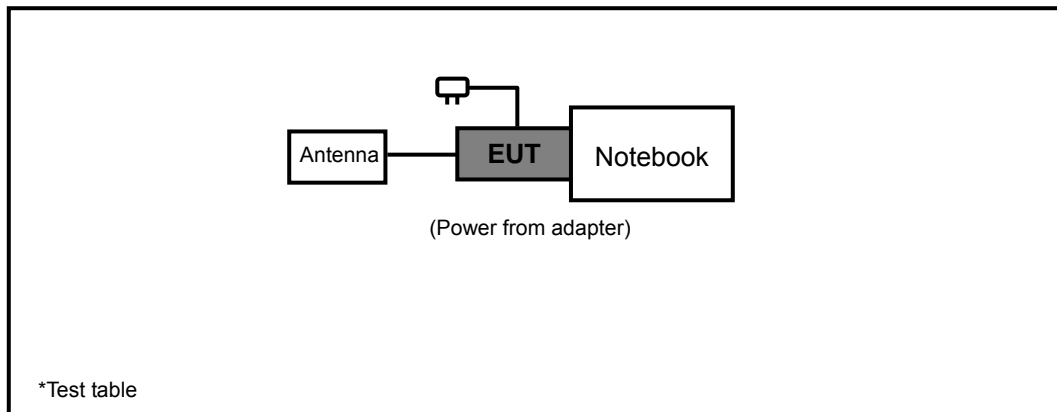 Antenna
EUT
Notebook
(Power from adapter)
*Test table